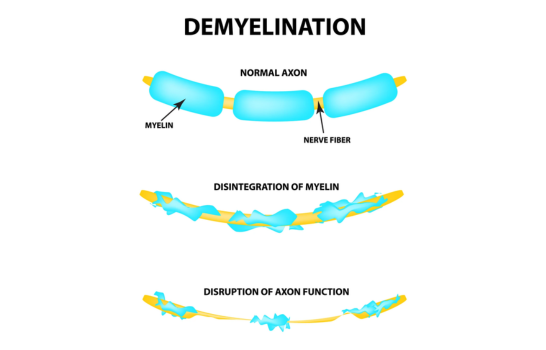 DEMYELINATION
NORMAL AXON
MYELIN
NERVE FIBER
DISINTEGRATION OF MYELIN
DISRUPTION OF AXON FUNCTION